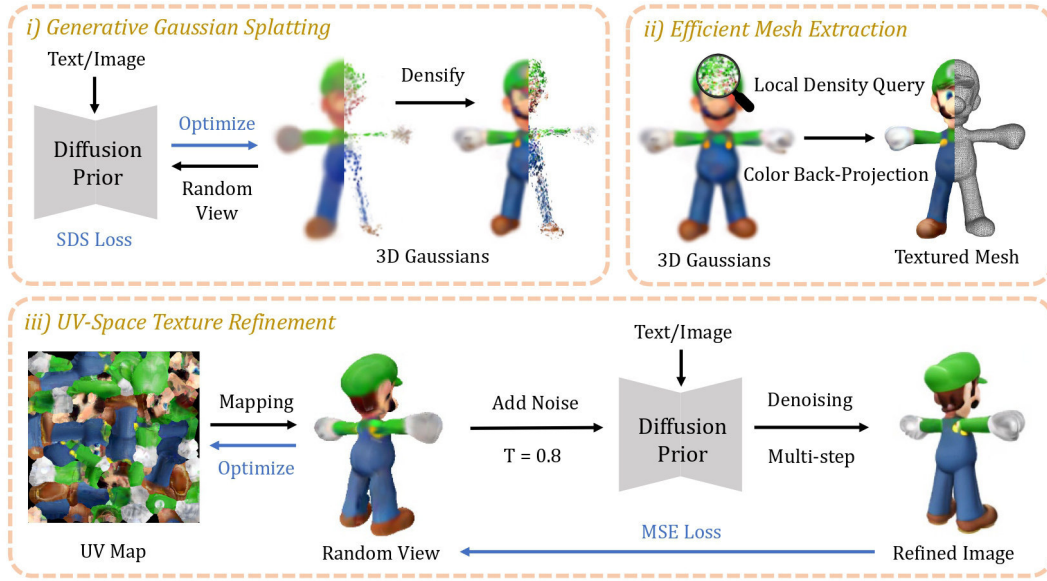 i) Generative Gaussian Splatting
Text/Image
Diffusion
Prior
SDS Loss
Optimize
Random
View
Densify
3D Gaussians
ii) Efficient Mesh Extraction
Local Density Query
Color Back-Projection
3D Gaussians
Textured Mesh
iii) UV-Space Texture Refinement
UV Map
Mapping
Optimize
Random View
Add Noise
T = 0.8
Text/Image
Diffusion
Prior
Denoising
Multi-step
MSE Loss
Refined Image